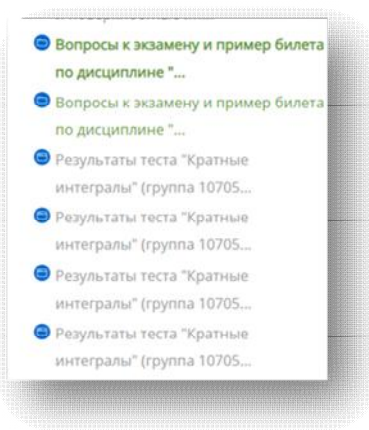 Вопросы к экзамену и пример билета
по дисциплине "...
Вопросы к экзамену и пример билета
по дисциплине "...
Результаты теста "Кратные
интегралы" (группа 10705...
Результаты теста "Кратные
интегралы" (группа 10705...
Результаты теста "Кратные
интегралы" (группа 10705...
Результаты теста "Кратные
интегралы" (группа 10705...